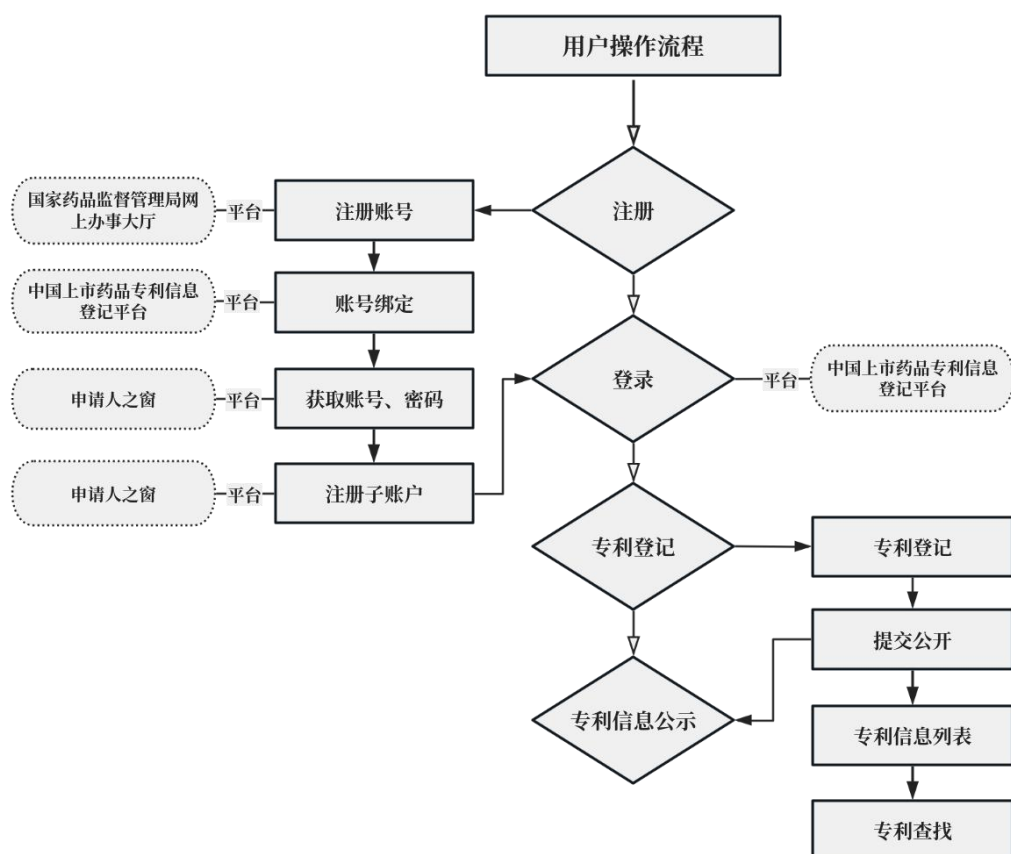 用户操作流程
注册
注册账号
平台
国家药品监督管理局网
上办事大厅
账号绑定
平台
中国上市药品专利信息
登记平台
获取账号、密码
平台
申请人之窗
注册子账户
平台
申请人之窗
登录
平台
中国上市药品专利信息
登记平台
专利登记
专利登记
提交公开
专利信息公示
专利信息列表
专利查找